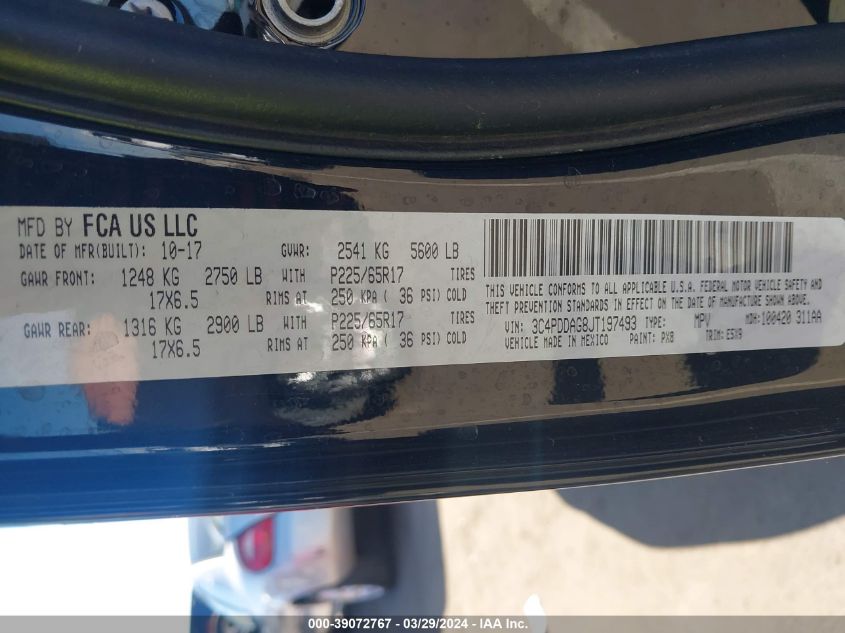 MFD BY FCA US LLC
DATE OF MFR(BUILT): 10-17 GVWR: 2541 KG 5600 LB
GAWR FRONT: 1248 KG 2750 LB WITH P225/65R17 TIRES
17X6.5 RIMS AT 250 KPA ( 36 PSI) COLD
GAWR REAR: 1316 KG 2900 LB WITH P225/65R17 TIRES
17X6.5 RIMS AT 250 KPA ( 36 PSI) COLD
THIS VEHICLE CONFORMS TO ALL APPLICABLE U.S.A. FEDERAL MOTOR VEHICLE SAFETY AND
THEFT PREVENTION STANDARDS IN EFFECT ON THE DATE OF MANUFACTURE SHOWN ABOVE.
VIN: 3C4PDDAG8JT197493 TYPE: MPV MDH: 100420 311AA
VEHICLE MADE IN MEXICO PAINT: PX8 TRIM: E5X9
000-39072767 - 03/29/2024 - IAA Inc.